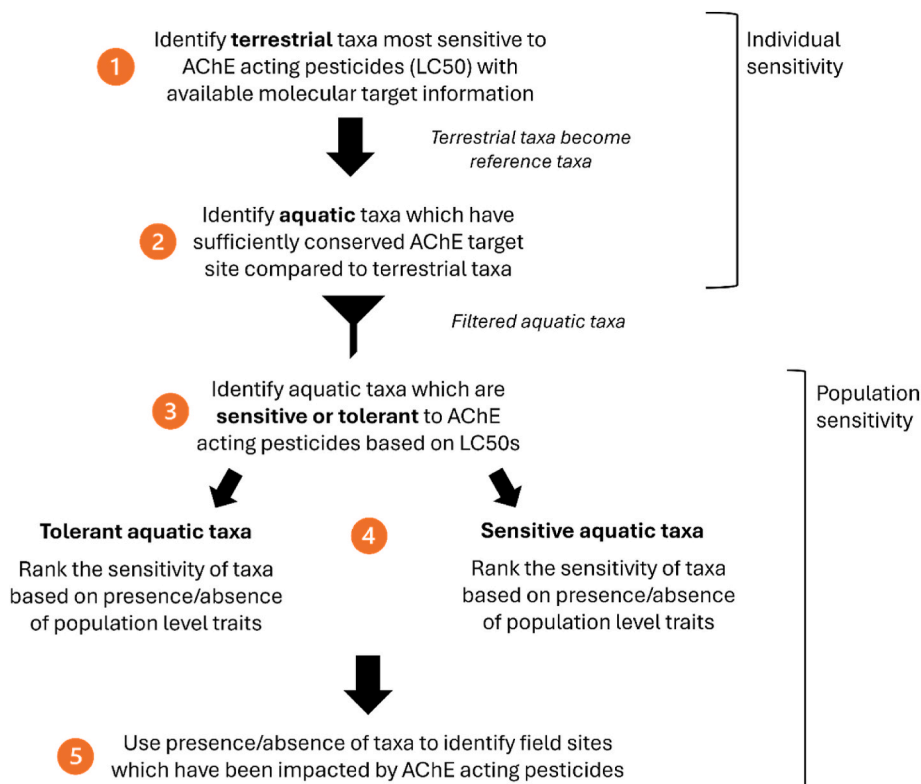 1
Identify terrestrial taxa most sensitive to
AChE acting pesticides (LC50) with
available molecular target information
Individual
sensitivity
Terrestrial taxa become
reference taxa
2
Identify aquatic taxa which have
sufficiently conserved AChE target
site compared to terrestrial taxa
Filtered aquatic taxa
3
Identify aquatic taxa which are
sensitive or tolerant to AChE
acting pesticides based on LC50s
Population
sensitivity
4
Tolerant aquatic taxa
Rank the sensitivity of taxa
based on presence/absence
of population level traits
Sensitive aquatic taxa
Rank the sensitivity of taxa
based on presence/absence
of population level traits
5
Use presence/absence of taxa to identify field sites
which have been impacted by AChE acting pesticides